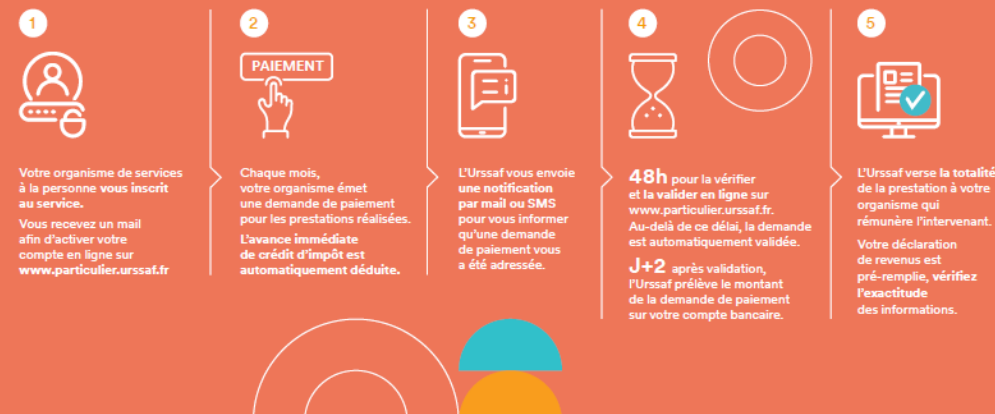 1
Votre organisme de services
à la personne vous inscrit
au service.
Vous recevez un mail
afin d'activer votre
compte en ligne sur
www.particulier.urssaf.fr
2
PAIEMENT
Chaque mois,
votre organisme émet
une demande de paiement
pour les prestations réalisées.
L'avance immédiate
de crédit d'impôt est
automatiquement déduite.
3
L'Urssaf vous envoie
une notification
par mail ou SMS
pour vous informer
qu'une demande
de paiement vous
a été adressée.
4
48h pour la vérifier
et la valider en ligne sur
www.particulier.urssaf.fr.
Au-delà de ce délai, la demande
est automatiquement validée.
J+2 après validation,
l'Urssaf prélève le montant
de la demande de paiement
sur votre compte bancaire.
5
L'Urssaf verse la totalité
de la prestation à votre
organisme qui
rémunère l'intervenant.
Votre déclaration
de revenus est
pré-remplie, vérifiez
l'exactitude
des informations.